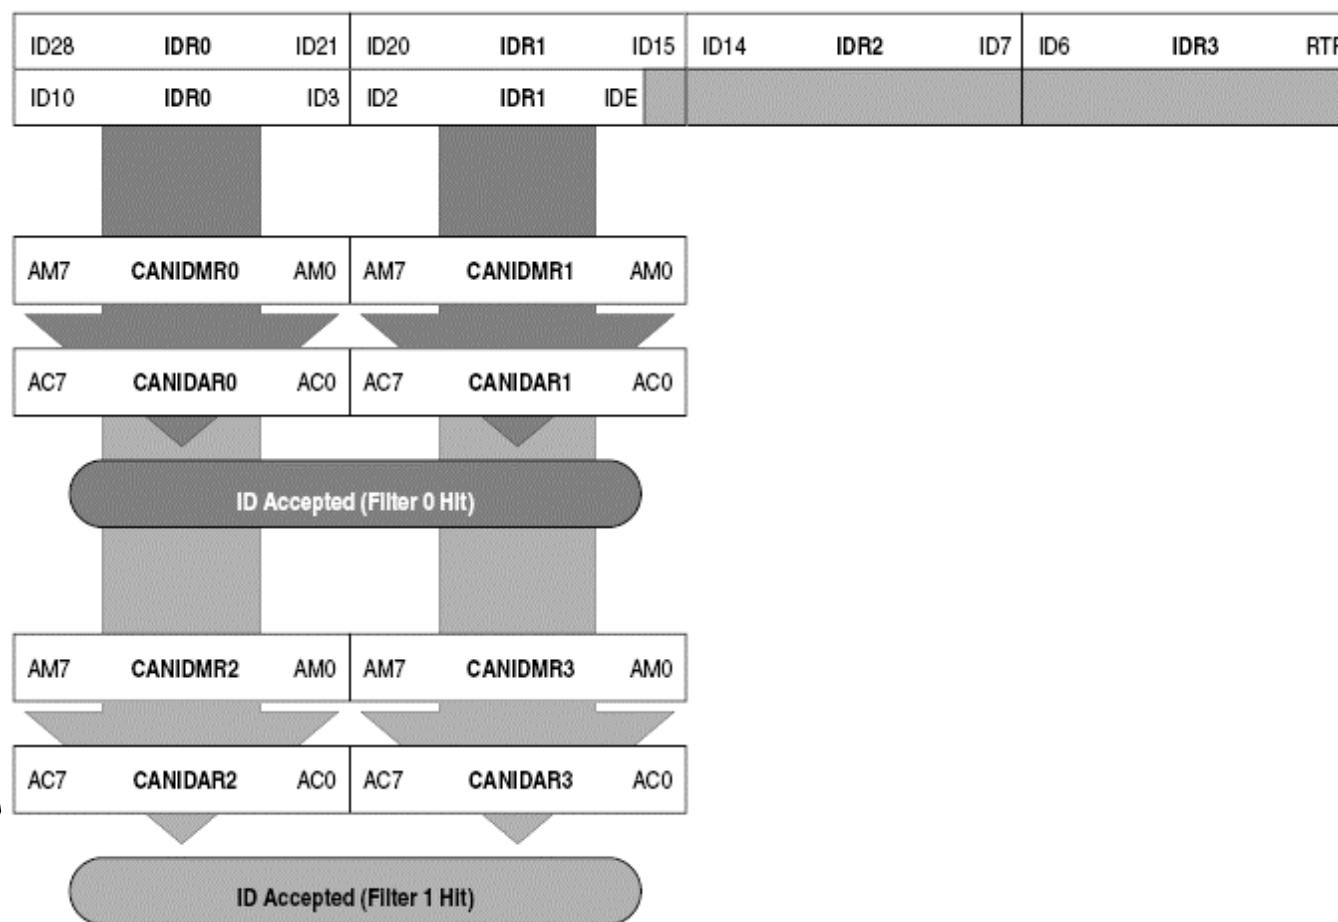 ID28 IDR0 ID21 ID20 IDR1 ID15 ID14 IDR2 ID7 ID6 IDR3
ID10 IDR0 ID3 ID2 IDR1 IDE
AM7 CANIDMR0 AM0 AM7 CANIDMR1 AM0
AC7 CANIDAR0 AC0 AC7 CANIDAR1 AC0
ID Accepted (Filter 0 Hit)
AM7 CANIDMR2 AM0 AM7 CANIDMR3 AM0
AC7 CANIDAR2 AC0 AC7 CANIDAR3 AC0
ID Accepted (Filter 1 Hit)